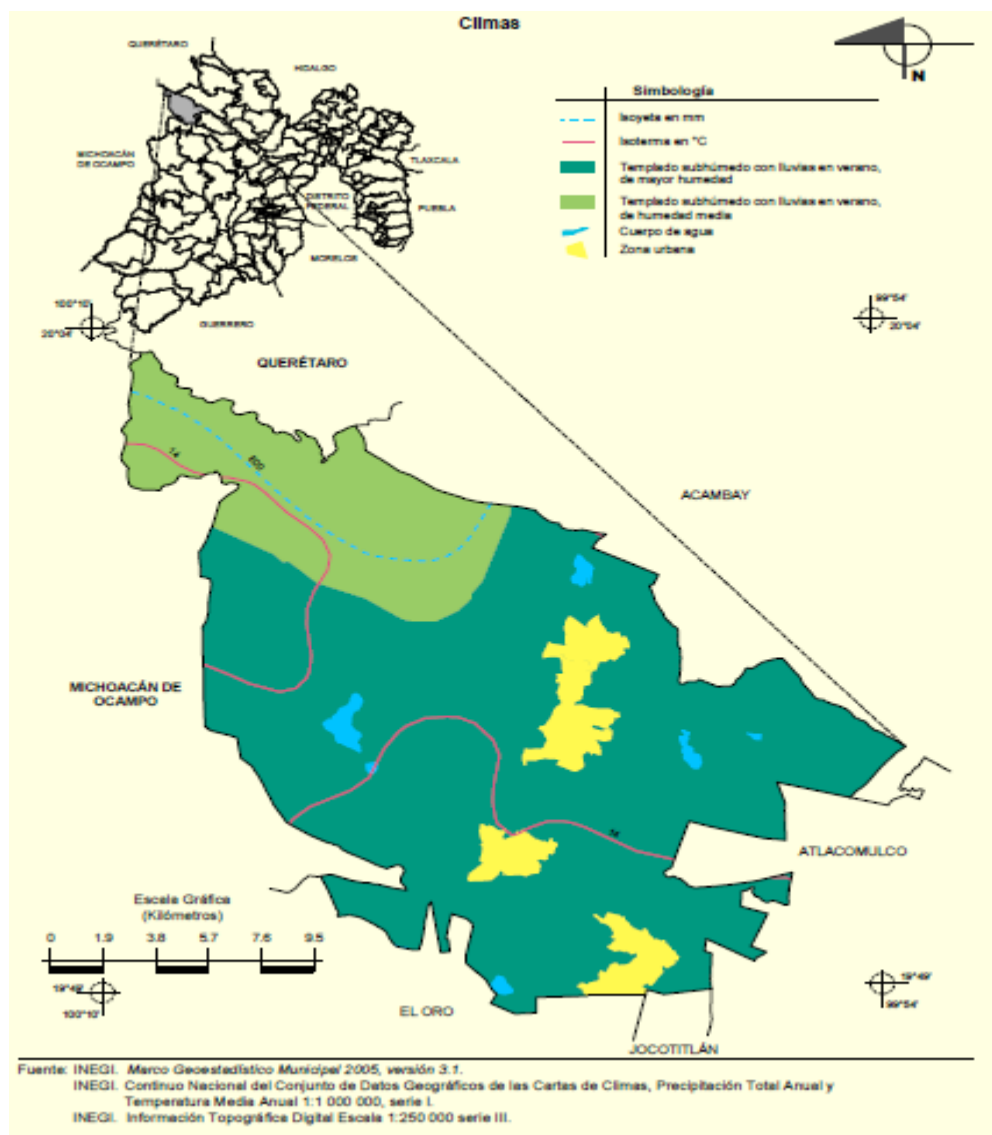 Climas
QUERÉTARO
HIDALGO
MICHOACÁN
DE OCAMPO
TLAXCALA
DISTRITO
FEDERAL
PUEBLA
MORELOS
GUERRERO
N
Simbología
Isoyeta en mm
Isoterma en °C
Templado subhúmedo con lluvias en verano,
de mayor humedad
Templado subhúmedo con lluvias en verano,
de humedad media
Cuerpo de agua
Zona urbana
100°10'
20°04'
99°54'
20°04'
QUERÉTARO
14
800
ACAMBAY
MICHOACÁN DE
OCAMPO
14
ATLACOMULCO
Escala Gráfica
(Kilómetros)
0 1.9 3.8 5.7 7.6 9.5
19°49'
100°10'
19°49'
99°54'
EL ORO
JOCOTITLÁN
Fuente: INEGI. Marco Geoestadístico Municipal 2005, versión 3.1.
INEGI. Continuo Nacional del Conjunto de Datos Geográficos de las Cartas de Climas, Precipitación Total Anual y
Temperatura Media Anual 1:1 000 000, serie I.
INEGI. Información Topográfica Digital Escala 1:250 000 serie III.